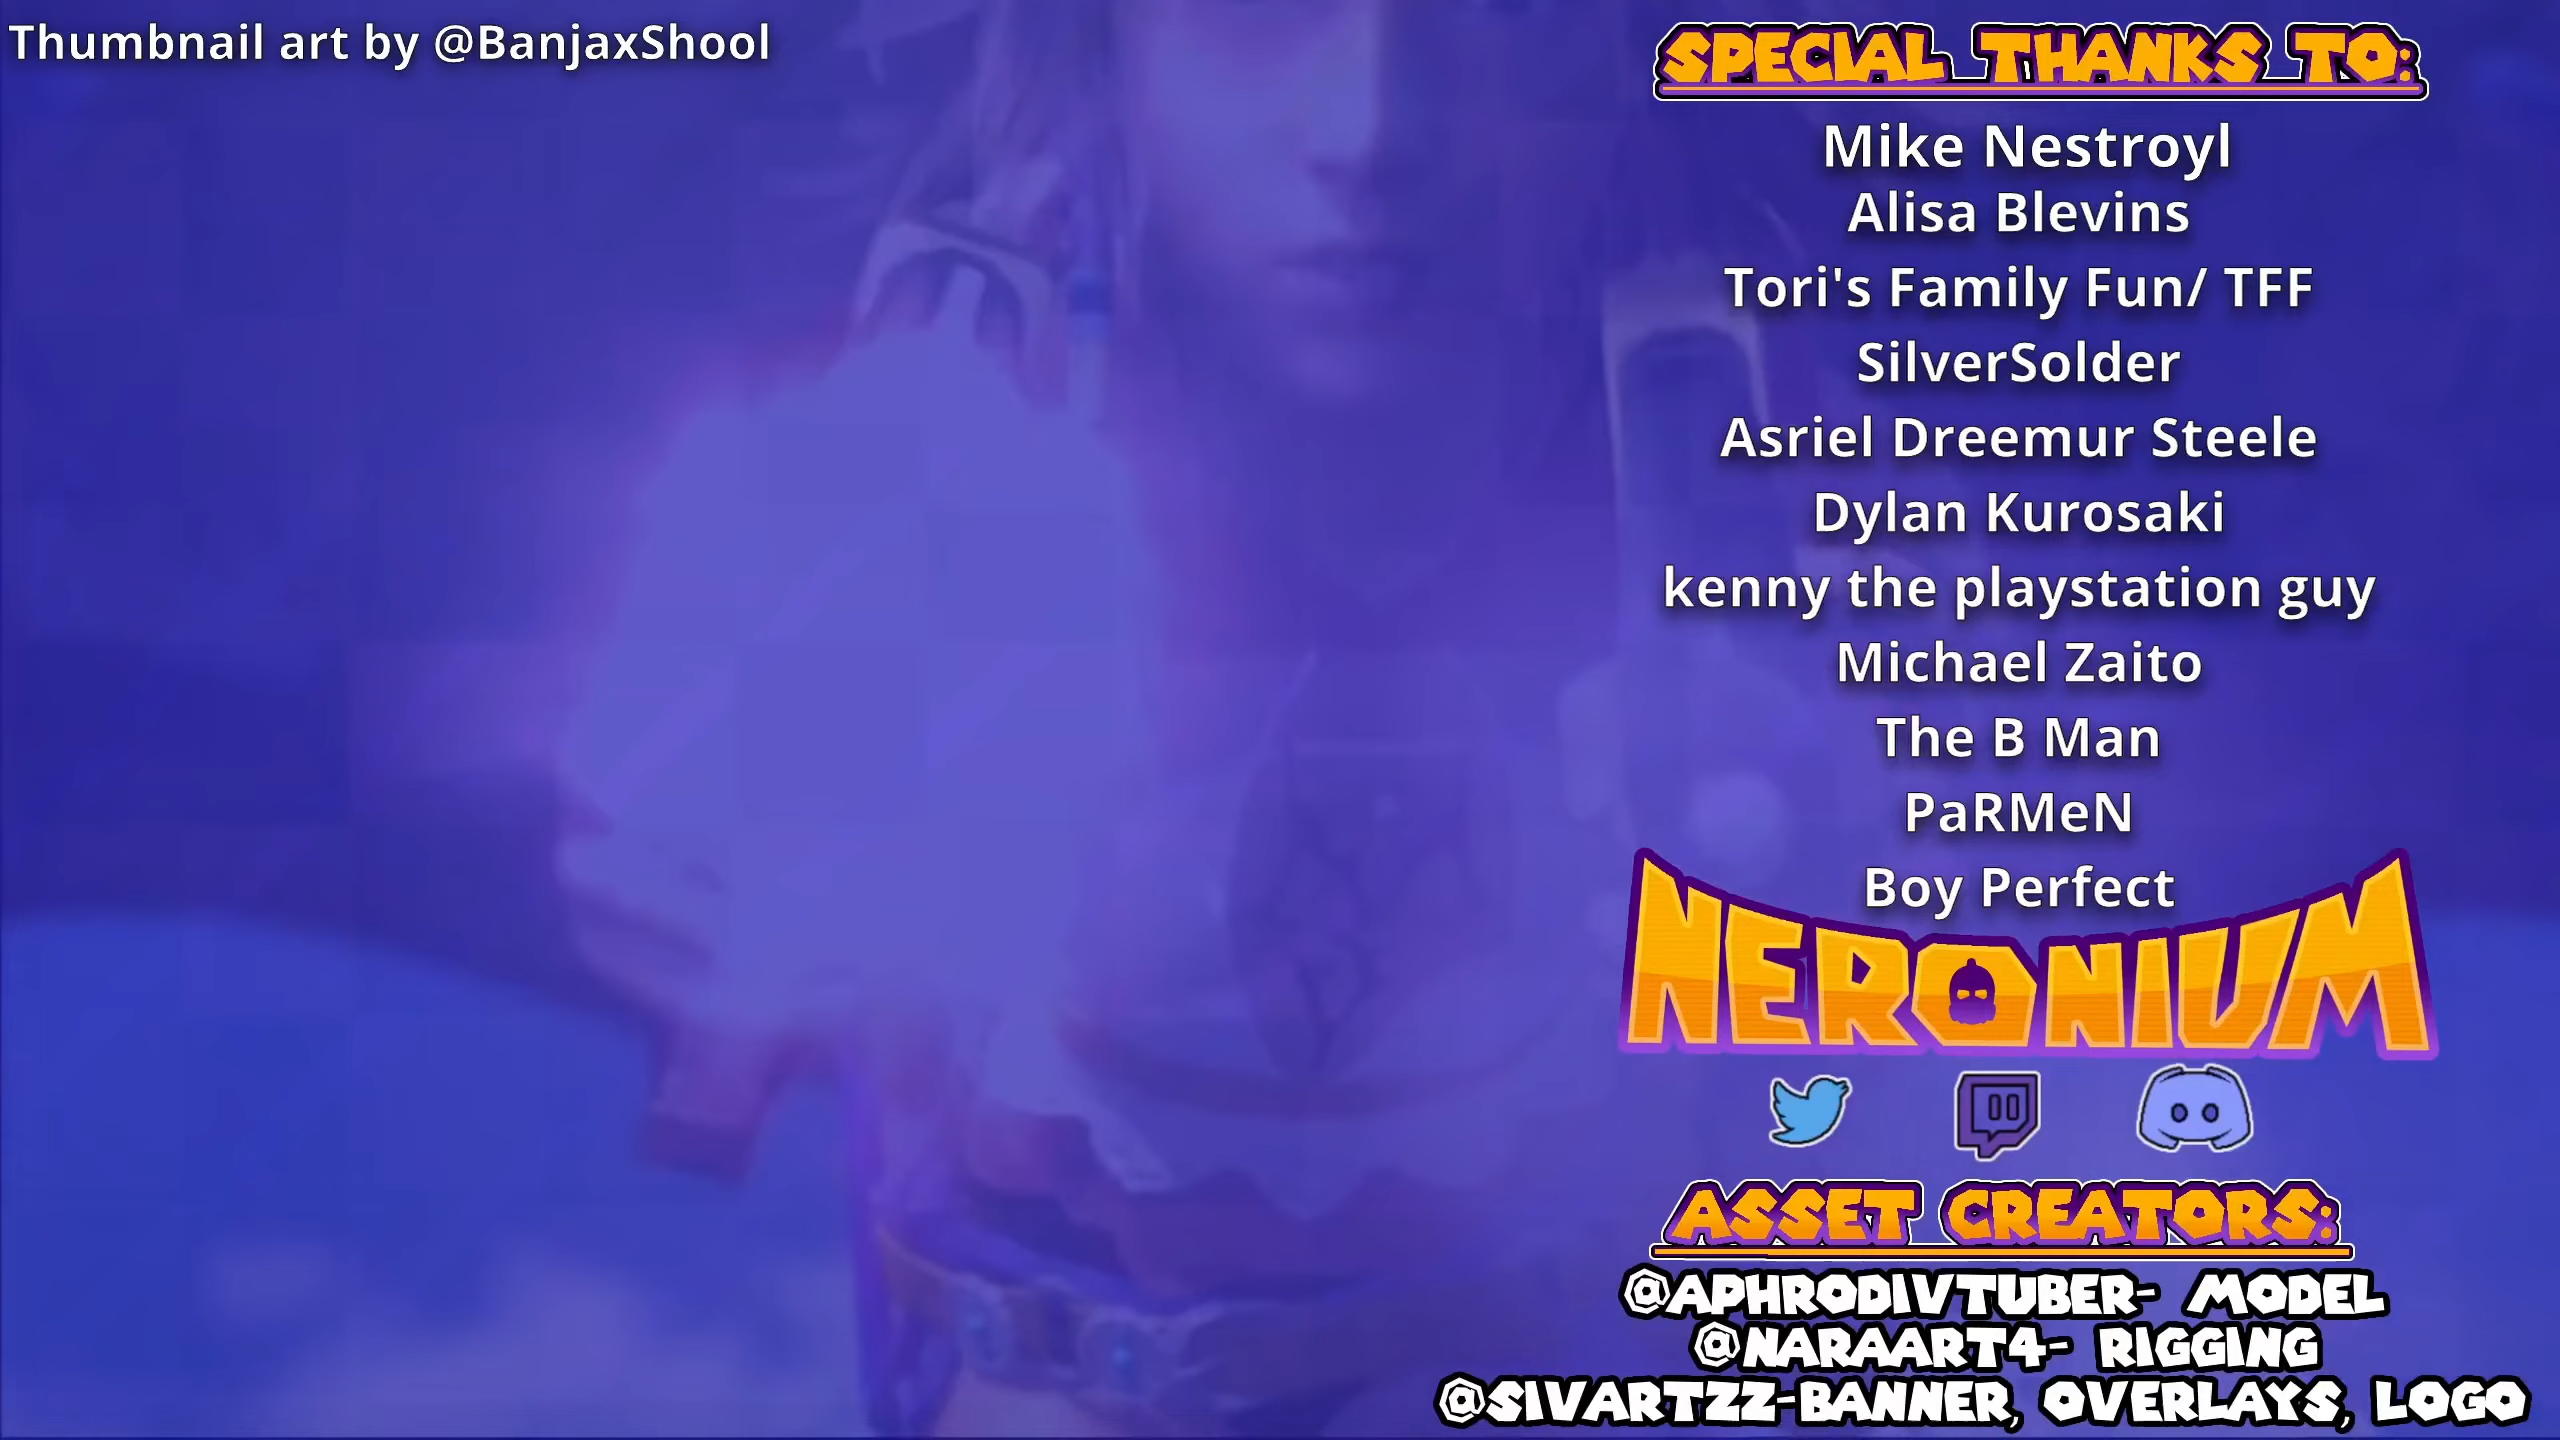 Thumbnail art by @BanjaxShool
SPECIAL THANKS TO:
Mike Nestroyl
Alisa Blevins
Tori's Family Fun/ TFF
SilverSolder
Asriel Dreemur Steele
Dylan Kurosaki
kenny the playstation guy
Michael Zaito
The B Man
PaRMeN
Boy Perfect
NERONIUM
ASSET CREATORS:
@APHRODIVTUBER- MODEL
@NARAART4- RIGGING
@SIVARTZZ-BANNER, OVERLAYS, LOGO